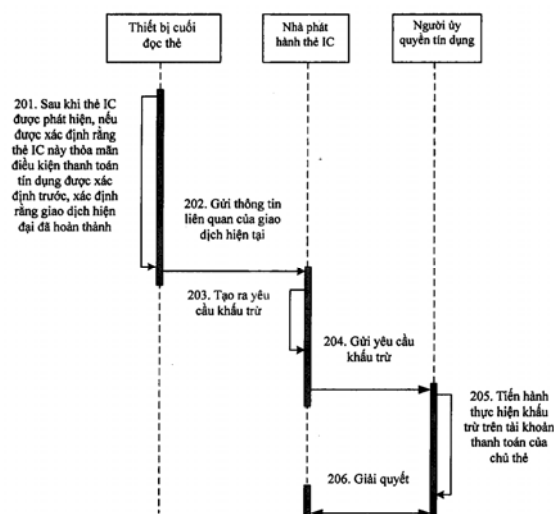 Thiết bị cuối
đọc thẻ
Nhà phát
hành thẻ IC
Người ủy
quyền tín dụng
201. Sau khi thẻ IC
được phát hiện, nếu
được xác định rằng
thẻ IC này thỏa mãn
điều kiện thanh toán
tín dụng được xác
định trước, xác định
rằng giao dịch hiện
đại đã hoàn thành
202. Gửi thông tin
liên quan của giao
dịch hiện tại
203. Tạo ra yêu
cầu khấu trừ
204. Gửi yêu cầu
khấu trừ
205. Tiến hành
thực hiện khấu
trừ trên tài khoản
thanh toán của
chủ thẻ
206. Giải quyết